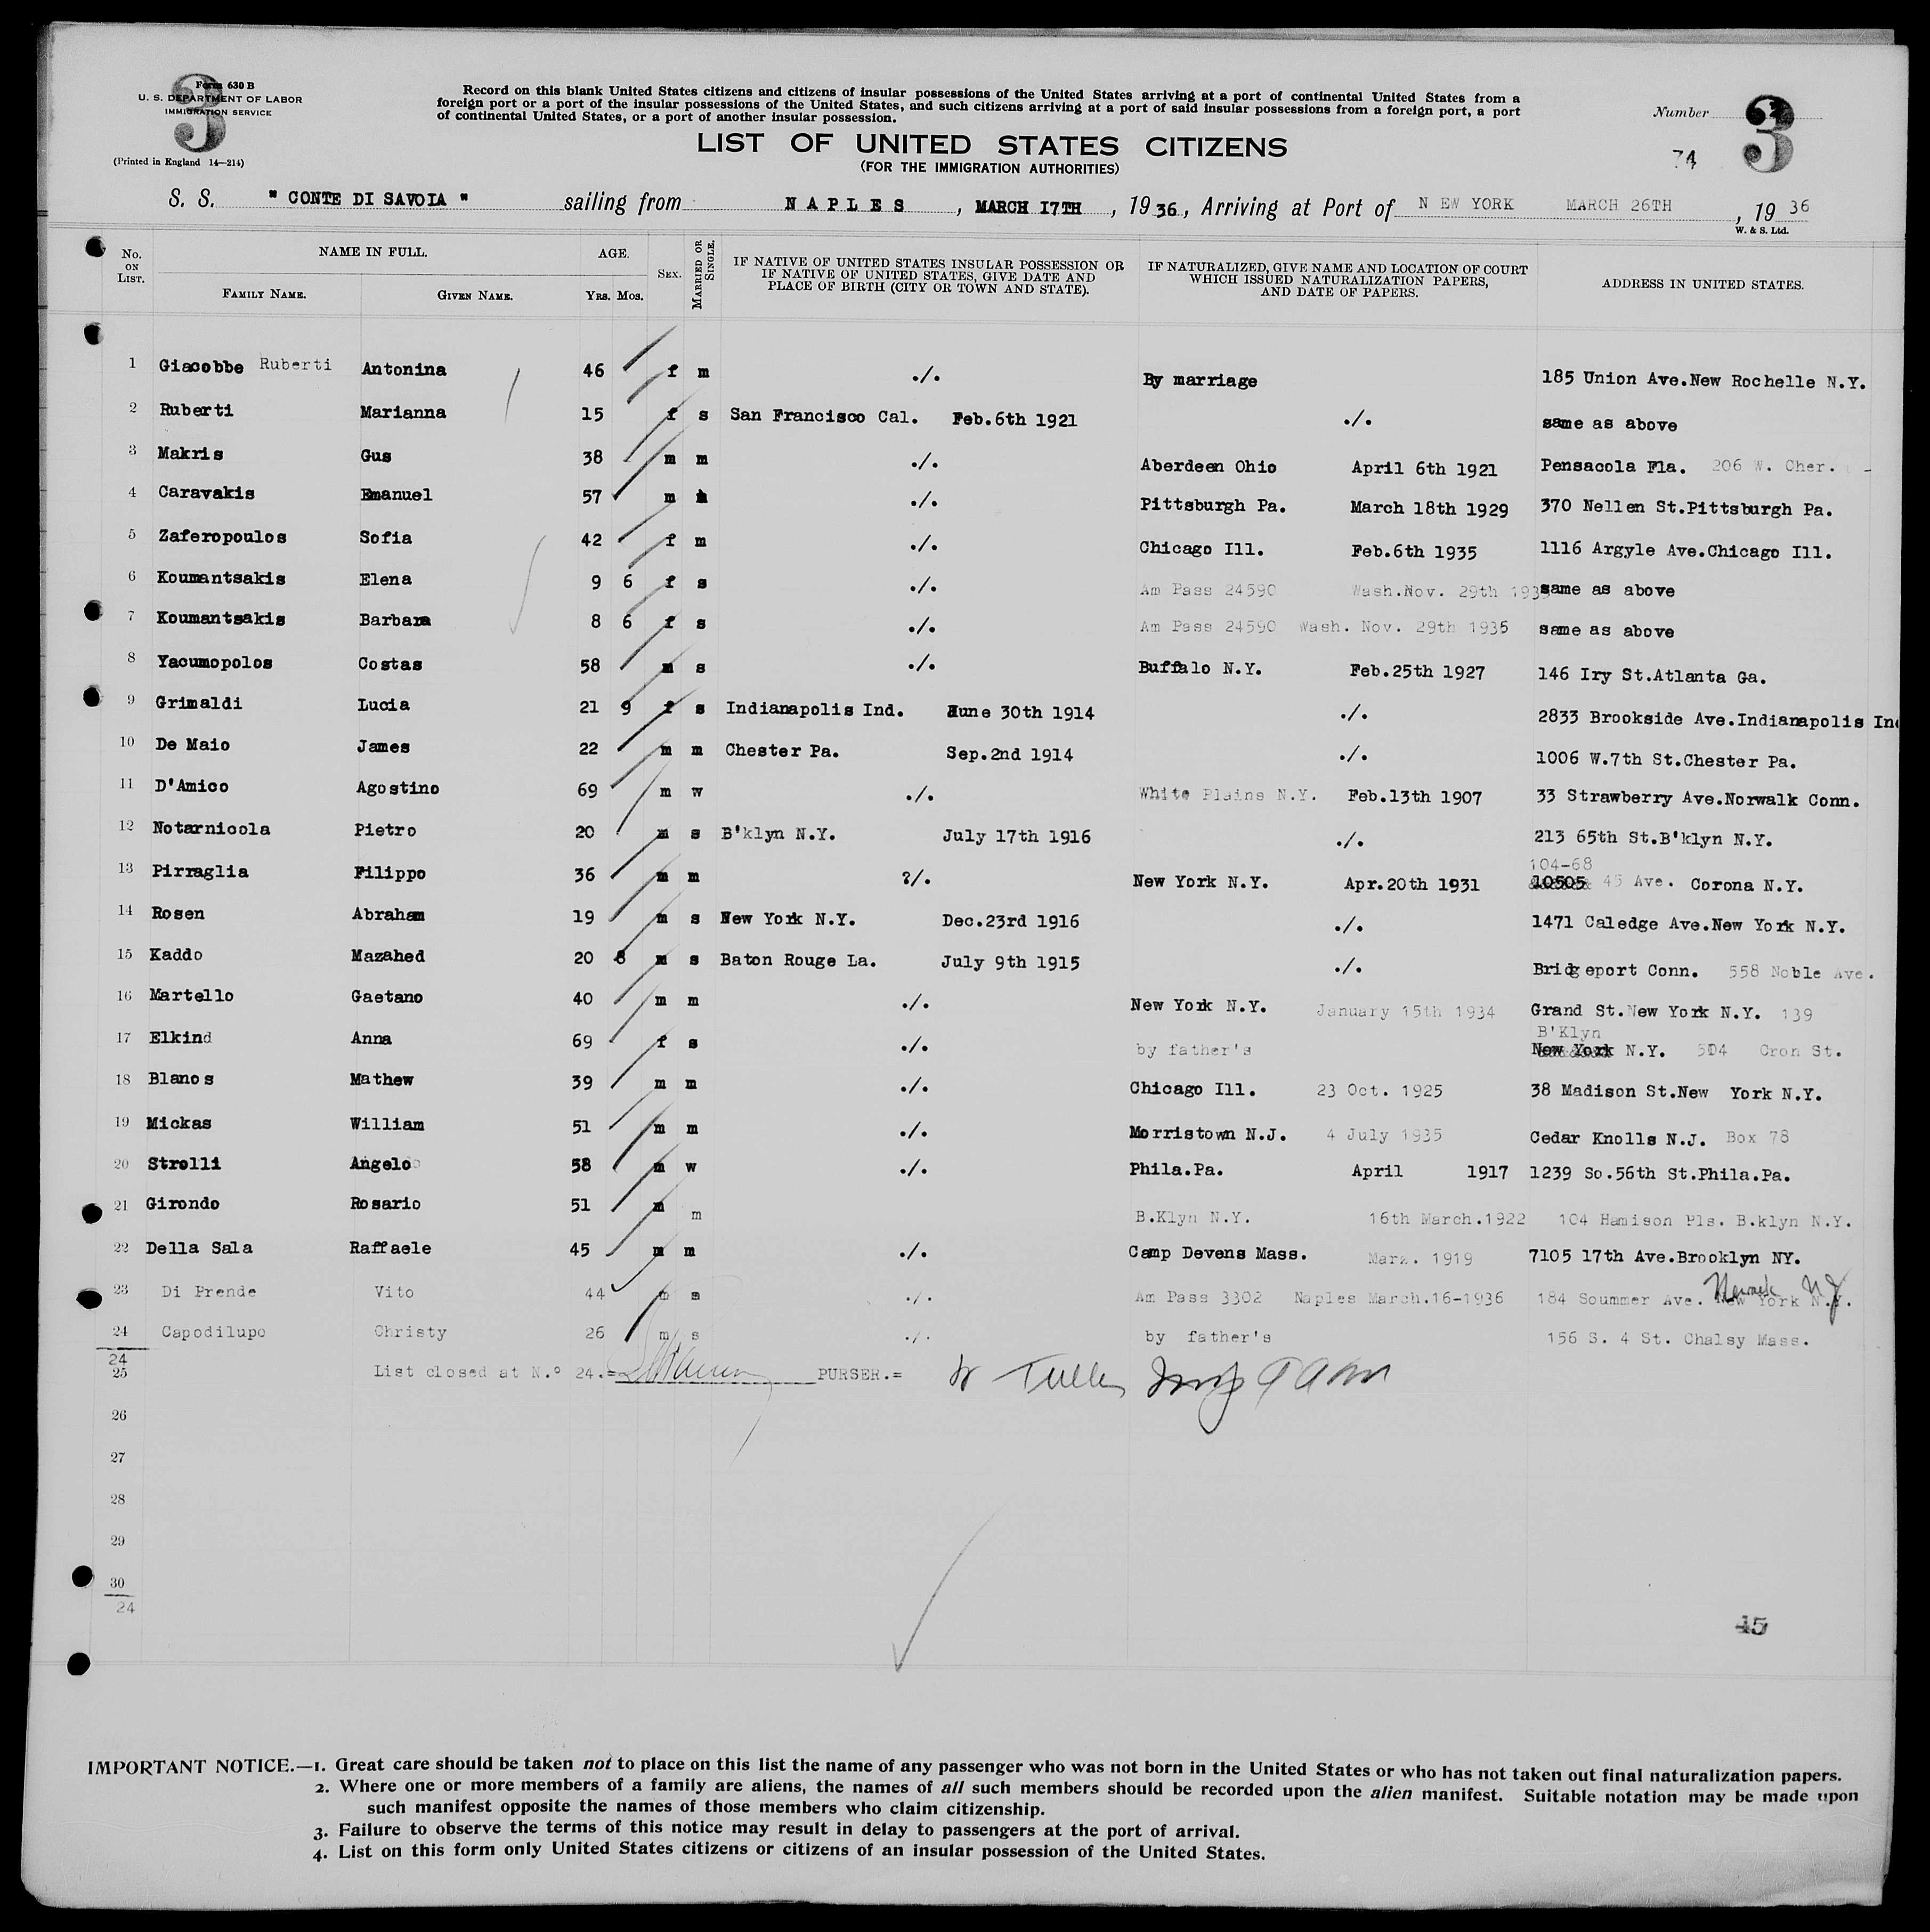 3
Form 630 B
U. S. DEPARTMENT OF LABOR
IMMIGRATION SERVICE
(Printed in England 14—214)
Record on this blank United States citizens and citizens of insular possessions of the United States arriving at a port of continental United States from a
foreign port or a port of the insular possessions of the United States, and such citizens arriving at a port of said insular possessions from a foreign port, a port
of continental United States, or a port of another insular possession.
Number 3
74
LIST OF UNITED STATES CITIZENS
(FOR THE IMMIGRATION AUTHORITIES)
S. S. " CONTE DI SAVOIA " sailing from NAPLES, MARCH 17TH, 1936, Arriving at Port of NEW YORK MARCH 26TH, 1936
W. & S. Ltd.
No. ON LIST. NAME IN FULL. FAMILY NAME. GIVEN NAME. AGE. YRS. MOS. SEX. MARRIED OR SINGLE. IF NATIVE OF UNITED STATES INSULAR POSSESSION OR IF NATIVE OF UNITED STATES, GIVE DATE AND PLACE OF BIRTH (CITY OR TOWN AND STATE). IF NATURALIZED, GIVE NAME AND LOCATION OF COURT WHICH ISSUED NATURALIZATION PAPERS, AND DATE OF PAPERS. ADDRESS IN UNITED STATES.
1 Giacobbe Ruberti Antonina 46 f m ./. By marriage 185 Union Ave.New Rochelle N.Y.
2 Ruberti Marianna 15 f s San Francisco Cal. Feb.6th 1921 ./. same as above
3 Makris Gus 38 m m ./. Aberdeen Ohio April 6th 1921 Pensacola Fla. 206 W. Cher.
4 Caravakis Emanuel 57 m ./. Pittsburgh Pa. March 18th 1929 370 Nellen St.Pittsburgh Pa.
5 Zaferopoulos Sofia 42 f m ./. Chicago Ill. Feb.6th 1935 1116 Argyle Ave.Chicago Ill.
6 Koumantsakis Elena 9 6 f s ./. Am Pass 24590 Wash.Nov. 29th 193 same as above
7 Koumantsakis Barbara 8 6 f s ./. Am Pass 24590 Wash. Nov. 29th 1935 same as above
8 Yacumopolos Costas 58 m s ./. Buffalo N.Y. Feb.25th 1927 146 Iry St.Atlanta Ga.
9 Grimaldi Lucia 21 9 f s Indianapolis Ind. June 30th 1914 ./. 2833 Brookside Ave.Indianapolis In
10 De Maio James 22 m m Chester Pa. Sep.2nd 1914 ./. 1006 W.7th St.Chester Pa.
11 D'Amico Agostino 69 m w ./. White Plains N.Y. Feb.13th 1907 33 Strawberry Ave.Norwalk Conn.
12 Notarnicola Pietro 20 m s B'klyn N.Y. July 17th 1916 ./. 213 65th St.B'klyn N.Y.
104-68
13 Pirraglia Filippo 36 m m ?/. New York N.Y. Apr.20th 1931 10505 45 Ave. Corona N.Y.
14 Rosen Abraham 19 m s New York N.Y. Dec.23rd 1916 ./. 1471 Caledge Ave.New York N.Y.
15 Kaddo Mazahed 20 8 m s Baton Rouge La. July 9th 1915 ./. Bridgeport Conn. 558 Noble Ave.
16 Martello Gaetano 40 m m ./. New York N.Y. January 15th 1934 Grand St.New York N.Y. 139
B'Klyn
17 Elkind Anna 69 f s ./. by father's New York N.Y. 504 Cron St.
18 Blanos Mathew 39 m m ./. Chicago Ill. 23 Oct. 1925 38 Madison St.New York N.Y.
19 Mickas William 51 m m ./. Morristown N.J. 4 July 1935 Cedar Knolls N.J. Box 78
20 Strolli Angelo 58 m w ./. Phila.Pa. April 1917 1239 So.56th St.Phila.Pa.
21 Girondo Rosario 51 m m B.Klyn N.Y. 16th March.1922 104 Hamison Pls. B.klyn N.Y.
22 Della Sala Raffaele 45 m m ./. Camp Devens Mass. Marz. 1919 7105 17th Ave.Brooklyn NY.
Newark NJ
23 Di Prende Vito 44 m ./. Am Pass 3302 Naples March.16-1936 184 Soummer Ave. New York N.Y.
24 Capodilupo Christy 26 m s ./. by father's 156 S. 4 St. Chalsy Mass.
24
25 List closed at N.º 24.= PURSER.=
26
27
28
29
30
24
45
IMPORTANT NOTICE.—1. Great care should be taken not to place on this list the name of any passenger who was not born in the United States or who has not taken out final naturalization papers.
2. Where one or more members of a family are aliens, the names of all such members should be recorded upon the alien manifest. Suitable notation may be made upon
such manifest opposite the names of those members who claim citizenship.
3. Failure to observe the terms of this notice may result in delay to passengers at the port of arrival.
4. List on this form only United States citizens or citizens of an insular possession of the United States.